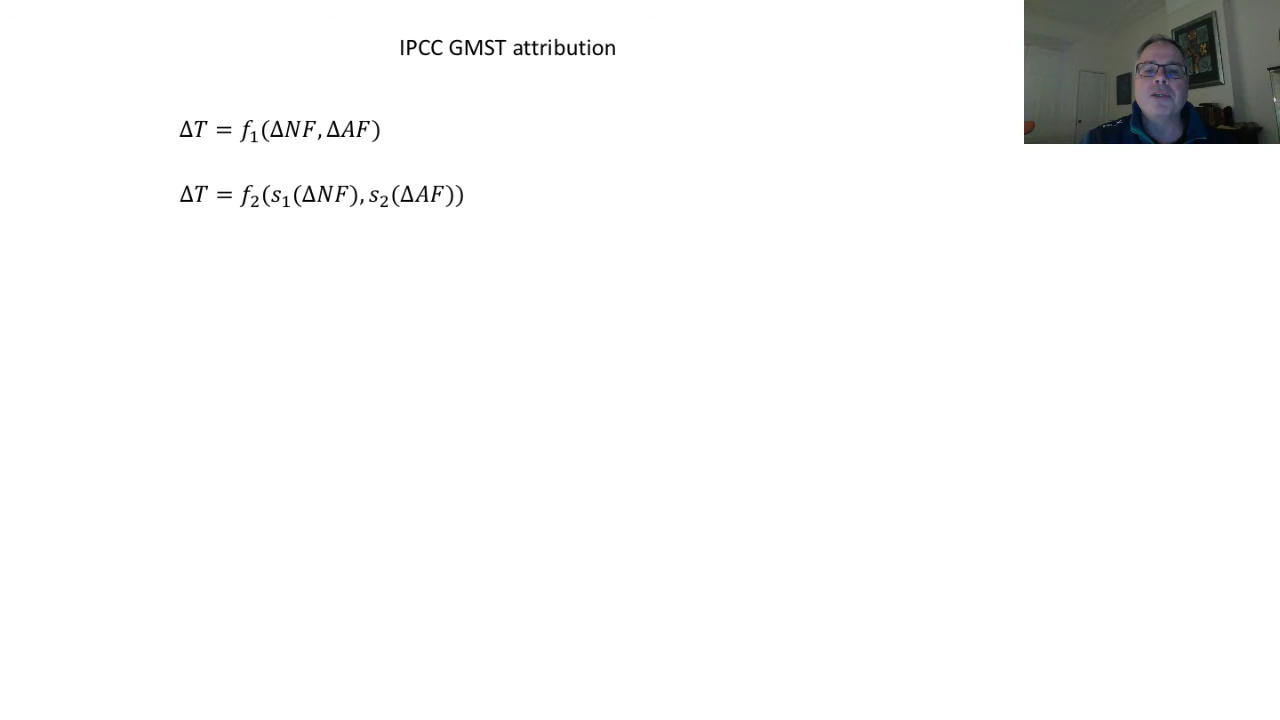 IPCC GMST attribution
ΔT = f₁(ΔNF, ΔAF)
ΔT = f₂(s₁(ΔNF), s₂(ΔAF))